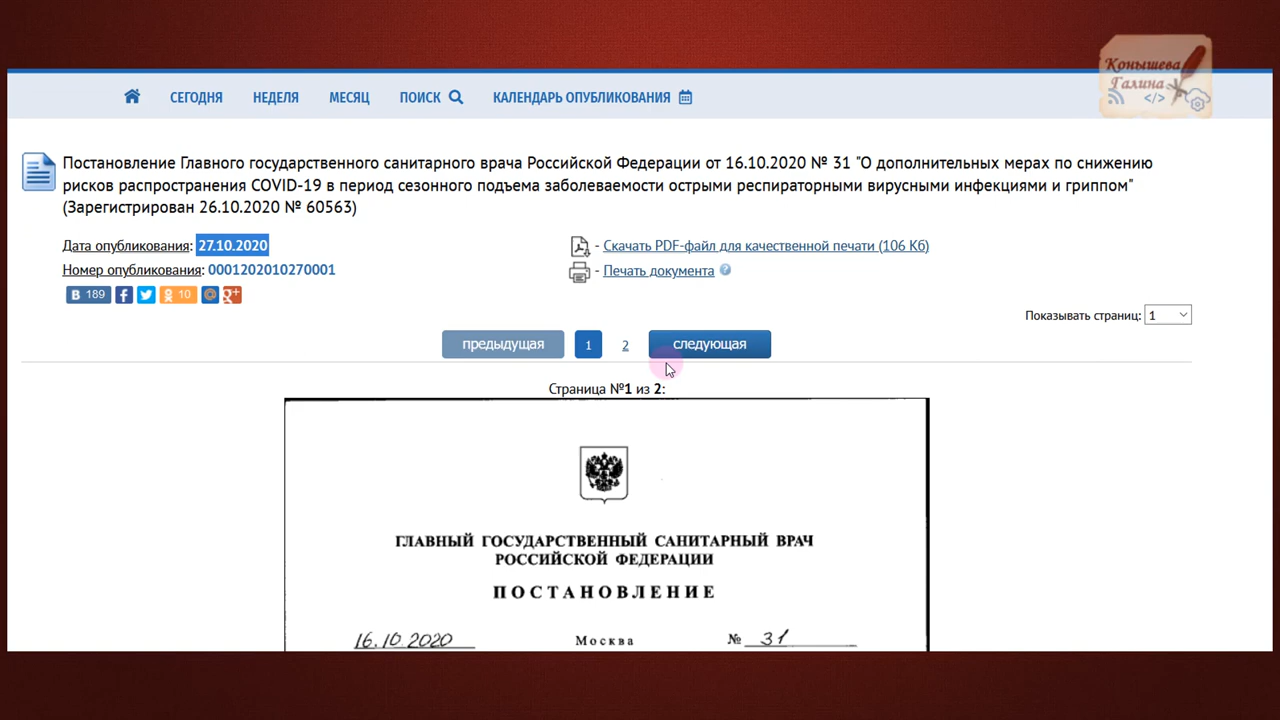 Конышева
Галина
</>
СЕГОДНЯ НЕДЕЛЯ МЕСЯЦ ПОИСК КАЛЕНДАРЬ ОПУБЛИКОВАНИЯ
Постановление Главного государственного санитарного врача Российской Федерации от 16.10.2020 № 31 "О дополнительных мерах по снижению
рисков распространения COVID-19 в период сезонного подъема заболеваемости острыми респираторными вирусными инфекциями и гриппом"
(Зарегистрирован 26.10.2020 № 60563)
Дата опубликования: 27.10.2020 - Скачать PDF-файл для качественной печати (106 Кб)
Номер опубликования: 0001202010270001 - Печать документа ?
В 189 f 10 @ g+
Показывать страниц: 1
предыдущая 1 2 следующая
Страница №1 из 2:
ГЛАВНЫЙ ГОСУДАРСТВЕННЫЙ САНИТАРНЫЙ ВРАЧ
РОССИЙСКОЙ ФЕДЕРАЦИИ
ПОСТАНОВЛЕНИЕ
16.10.2020 Москва № 31